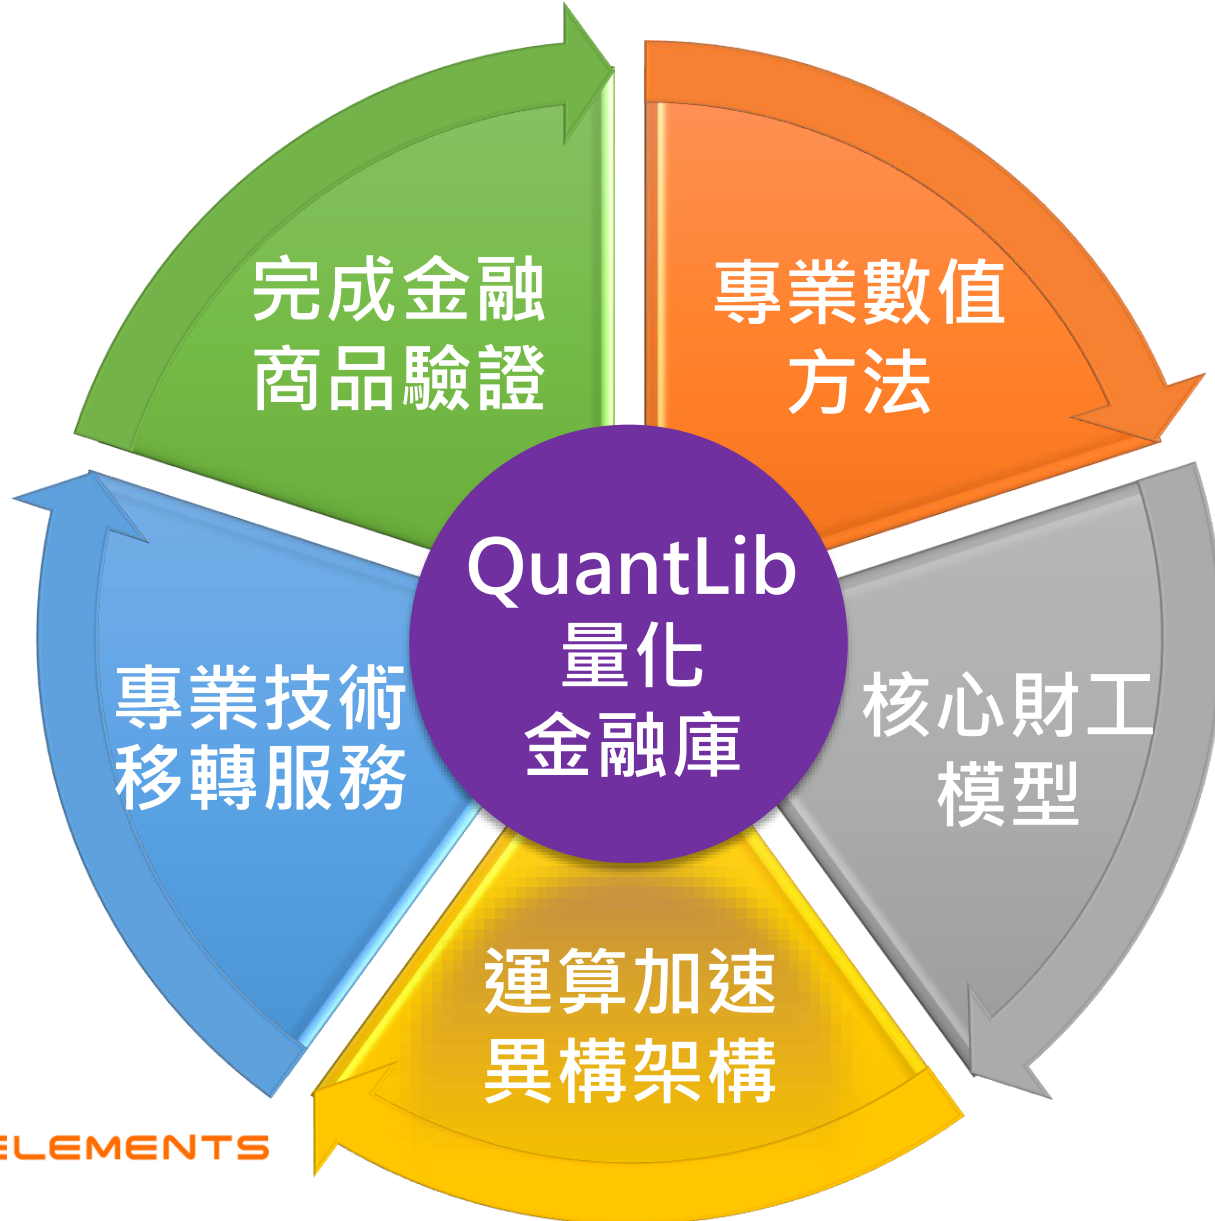 完成金融
商品驗證
專業數值
方法
QuantLib
量化
金融庫
專業技術
移轉服務
核心財工
模型
運算加速
異構架構
ELEMENTS